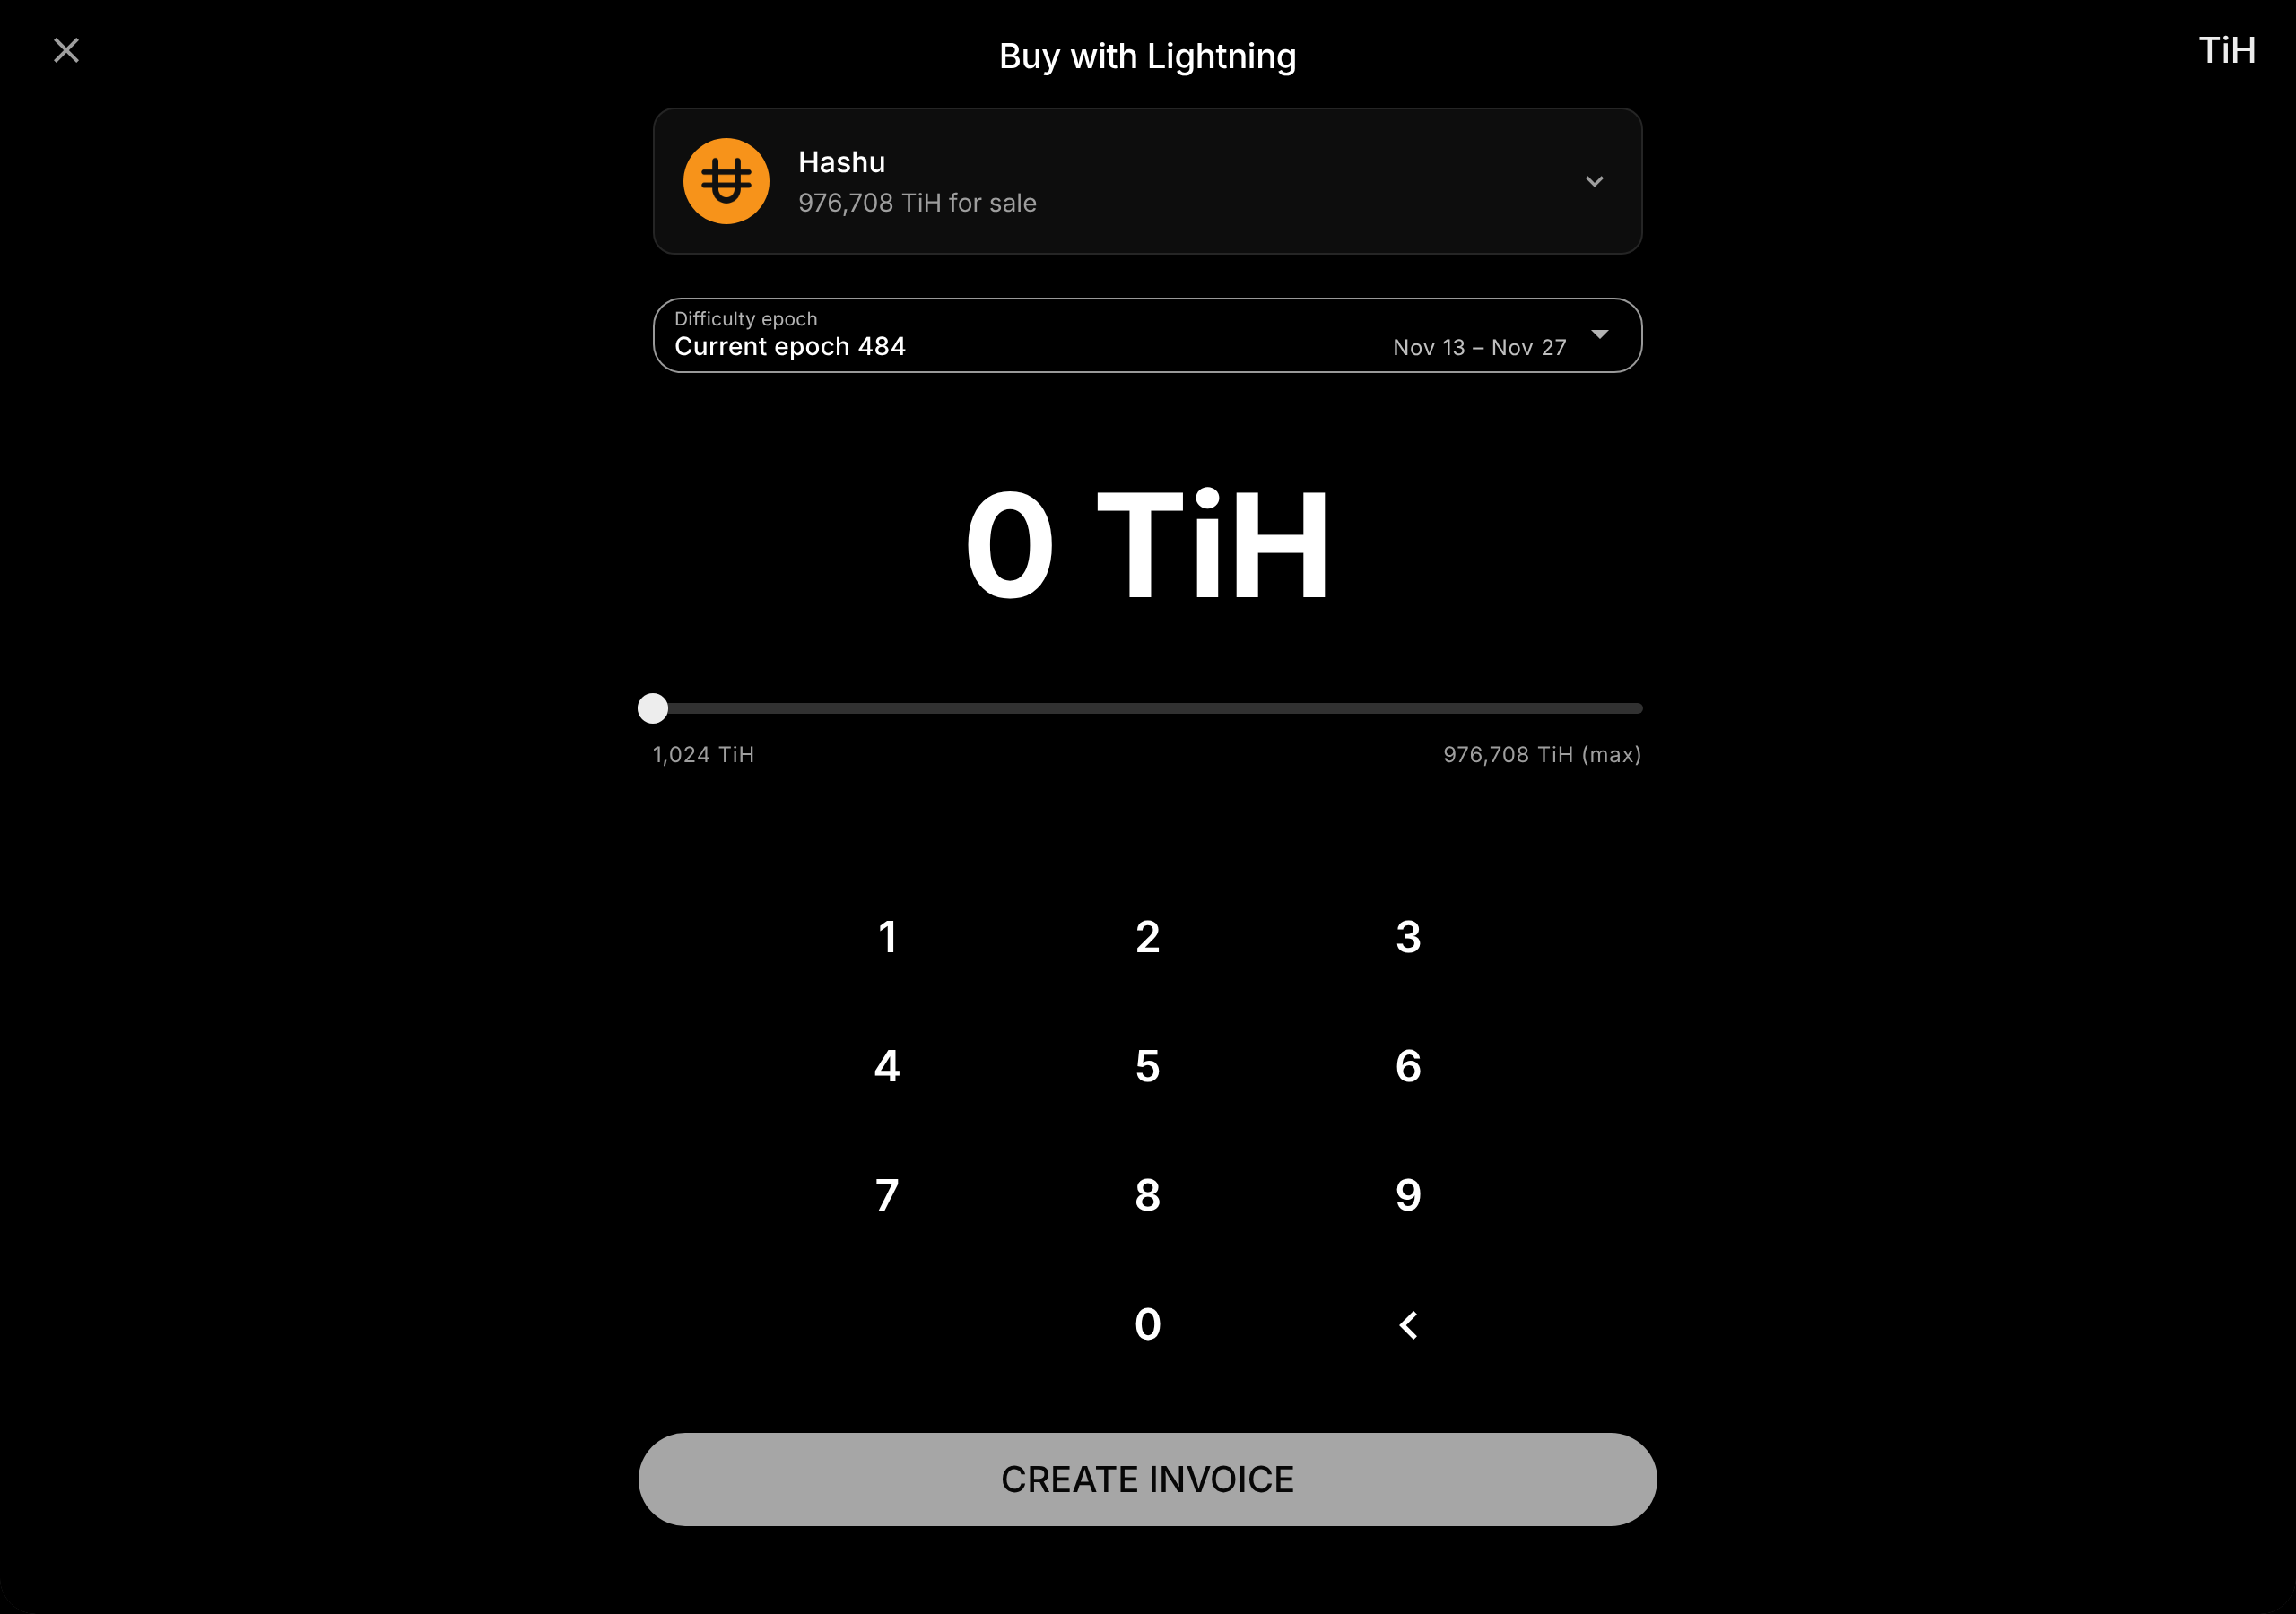 Buy with Lightning
TiH
Hashu
976,708 TiH for sale
Difficulty epoch
Current epoch 484
Nov 13 – Nov 27
0 TiH
1,024 TiH
976,708 TiH (max)
1 2 3
4 5 6
7 8 9
0
CREATE INVOICE